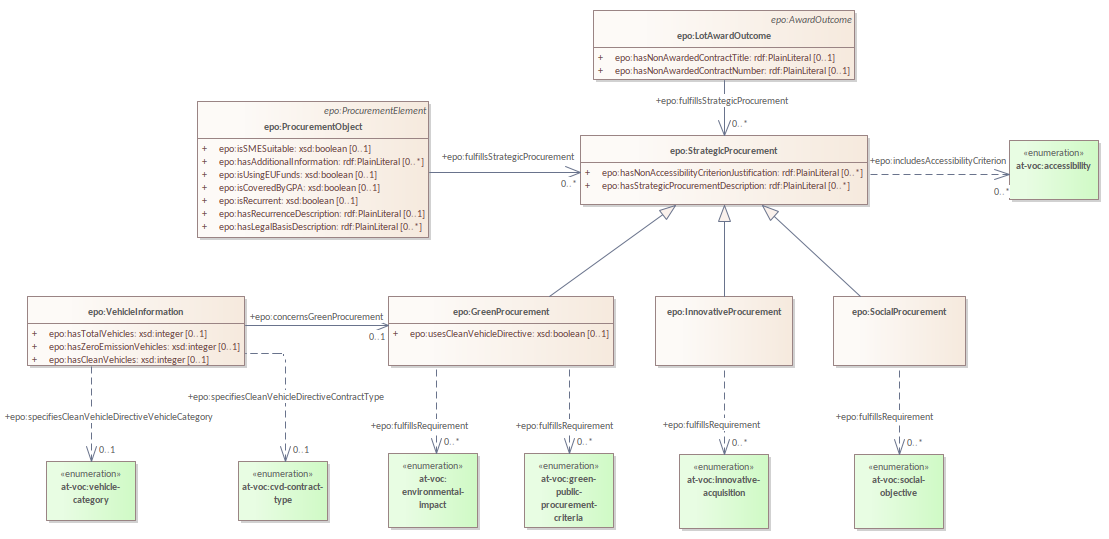 epo:AwardOutcome
epo:LotAwardOutcome
+ epo:hasNonAwardedContractTitle: rdf:PlainLiteral [0..1]
+ epo:hasNonAwardedContractNumber: rdf:PlainLiteral [0..1]
+epo:fulfillsStrategicProcurement
0..*
epo:ProcurementElement
epo:ProcurementObject
+ epo:isSMESuitable: xsd:boolean [0..1]
+ epo:hasAdditionalInformation: rdf:PlainLiteral [0..*]
+ epo:isUsingEUFunds: xsd:boolean [0..1]
+ epo:isCoveredByGPA: xsd:boolean [0..1]
+ epo:isRecurrent: xsd:boolean [0..1]
+ epo:hasRecurrenceDescription: rdf:PlainLiteral [0..1]
+ epo:hasLegalBasisDescription: rdf:PlainLiteral [0..*]
+epo:fulfillsStrategicProcurement
0..*
epo:StrategicProcurement
+ epo:hasNonAccessibilityCriterionJustification: rdf:PlainLiteral [0..*]
+ epo:hasStrategicProcurementDescription: rdf:PlainLiteral [0..*]
+epo:includesAccessibilityCriterion
0..*
«enumeration»
at-voc:accessibility
epo:VehicleInformation
+ epo:hasTotalVehicles: xsd:integer [0..1]
+ epo:hasZeroEmissionVehicles: xsd:integer [0..1]
+ epo:hasCleanVehicles: xsd:integer [0..1]
+epo:concernsGreenProcurement
0..1
epo:GreenProcurement
+ epo:usesCleanVehicleDirective: xsd:boolean [0..1]
epo:InnovativeProcurement
epo:SocialProcurement
+epo:specifiesCleanVehicleDirectiveVehicleCategory
0..1
+epo:specifiesCleanVehicleDirectiveContractType
0..1
+epo:fulfillsRequirement
0..*
+epo:fulfillsRequirement
0..*
+epo:fulfillsRequirement
0..*
+epo:fulfillsRequirement
0..*
«enumeration»
at-voc:vehicle-
category
«enumeration»
at-voc:cvd-contract-
type
«enumeration»
at-voc:
environmental-
impact
«enumeration»
at-voc:green-
public-
procurement-
criteria
«enumeration»
at-voc:innovative-
acquisition
«enumeration»
at-voc:social-
objective